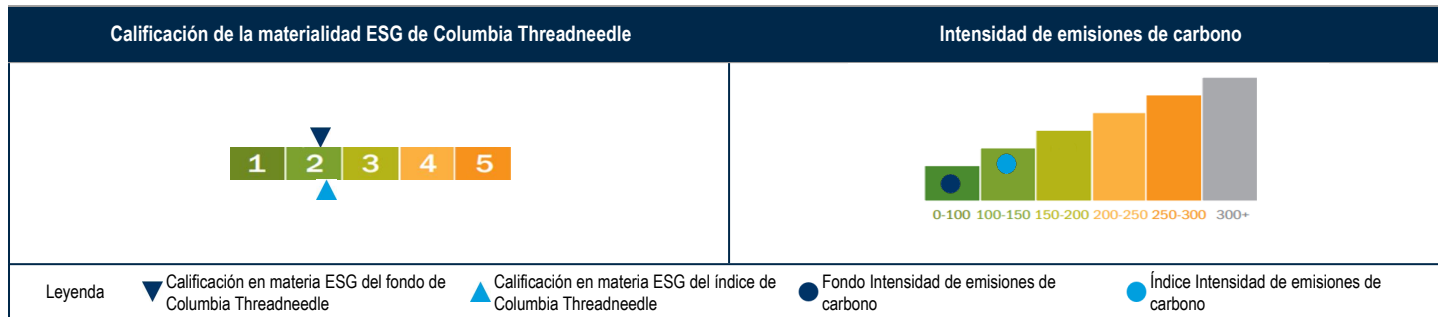 Calificación de la materialidad ESG de Columbia Threadneedle
Intensidad de emisiones de carbono
1 2 3 4 5
0-100 100-150 150-200 200-250 250-300 300+
Leyenda
Calificación en materia ESG del fondo de
Columbia Threadneedle
Calificación en materia ESG del índice de
Columbia Threadneedle
Fondo Intensidad de emisiones de
carbono
Índice Intensidad de emisiones de
carbono